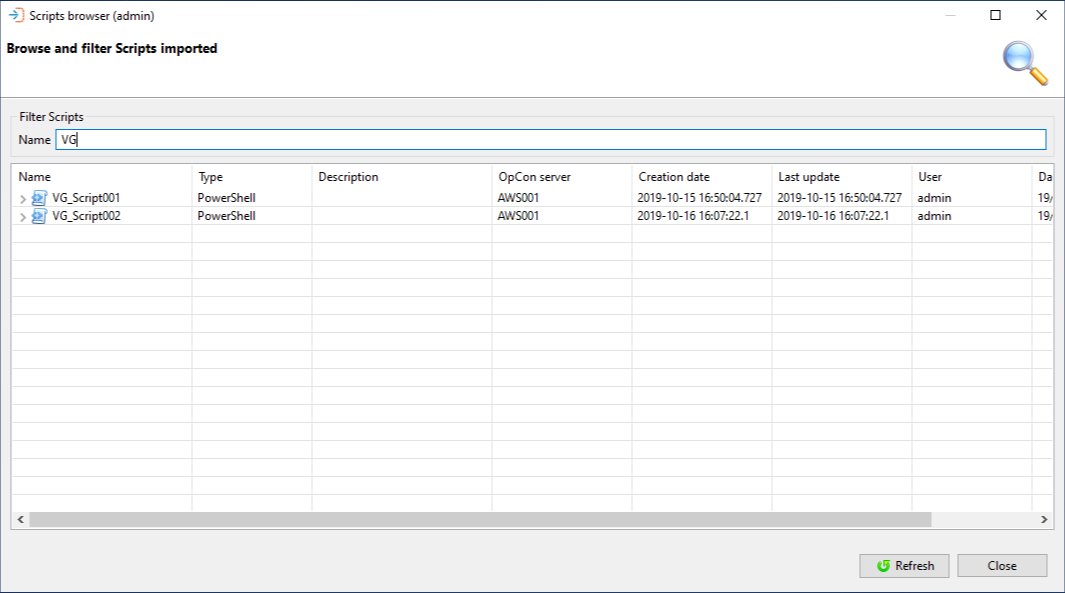 Scripts browser (admin)
Browse and filter Scripts imported
Filter Scripts
Name VG
Name Type Description OpCon server Creation date Last update User Da
VG_Script001 PowerShell AWS001 2019-10-15 16:50:04.727 2019-10-15 16:50:04.727 admin 19/
VG_Script002 PowerShell AWS001 2019-10-16 16:07:22.1 2019-10-16 16:07:22.1 admin 19/
Refresh Close